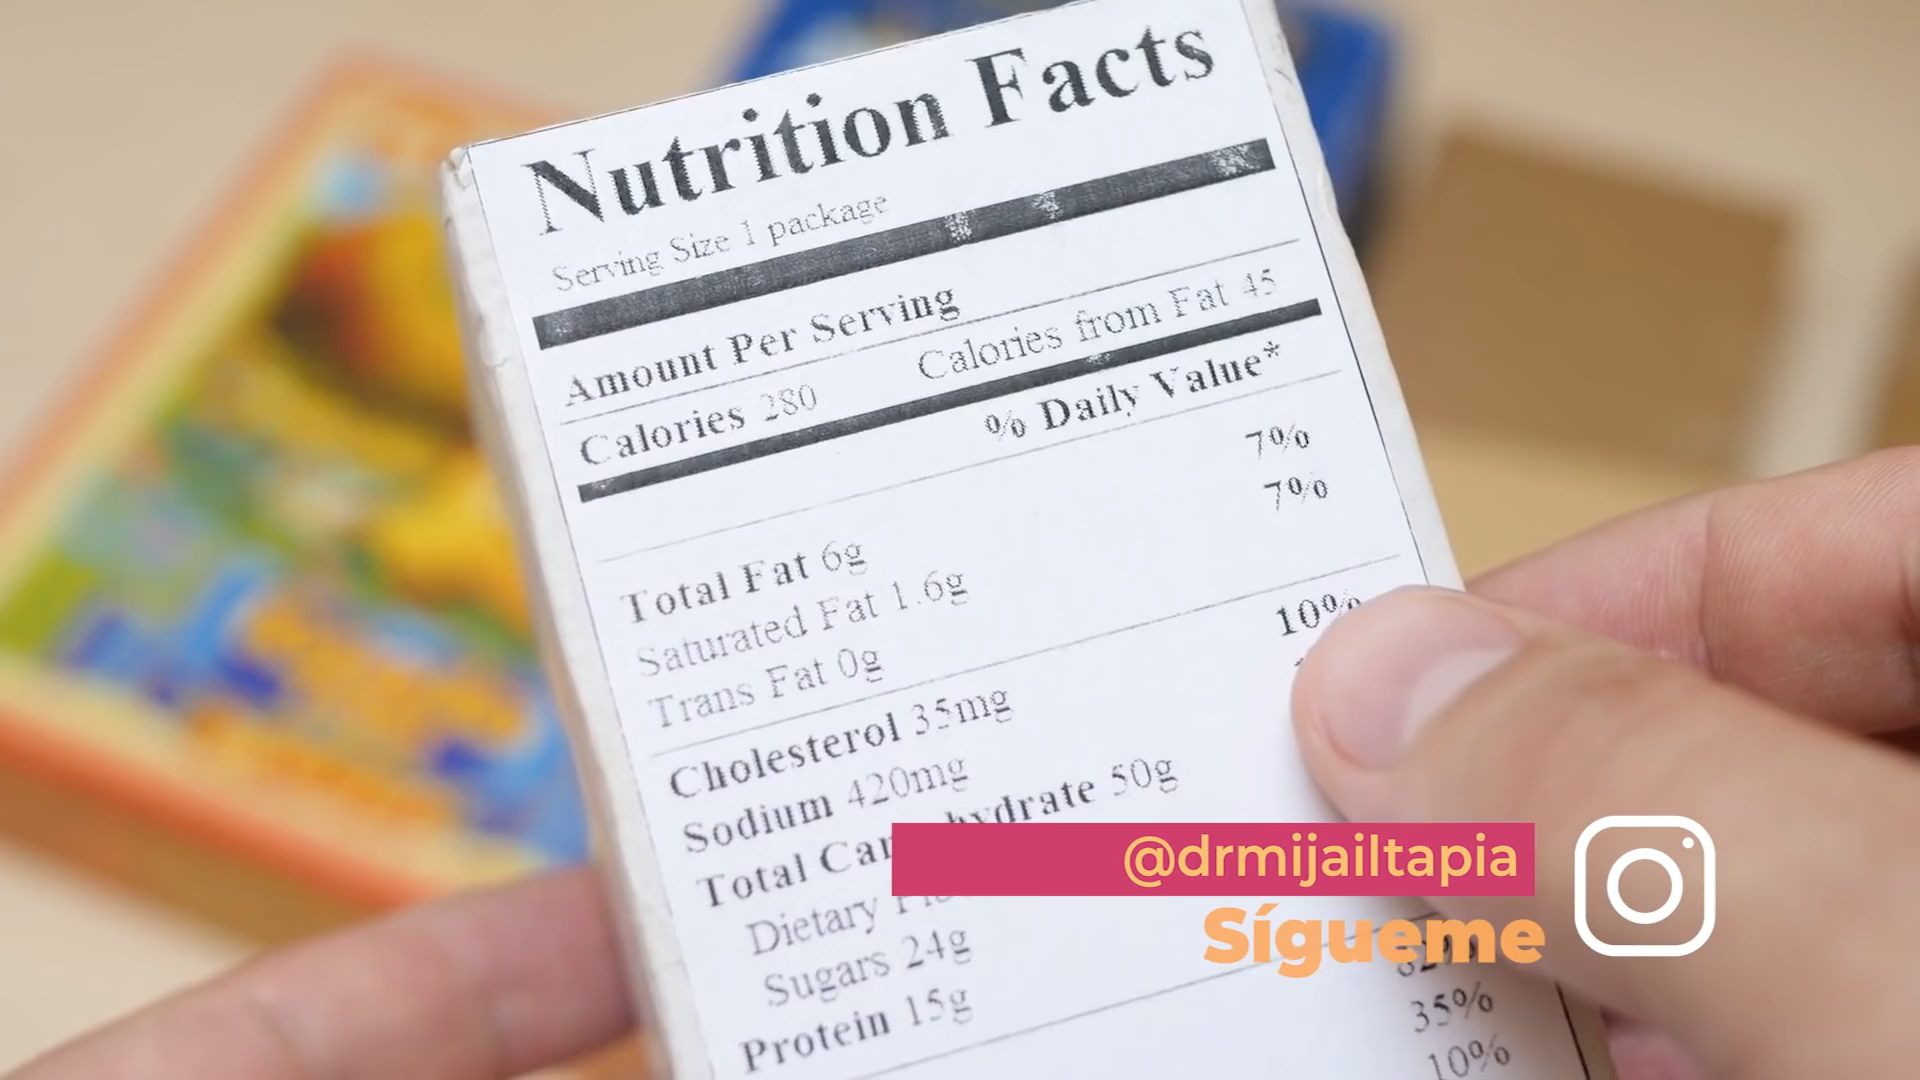 Nutrition Facts
Serving Size 1 package
Amount Per Serving
Calories 280 Calories from Fat 45
% Daily Value*
7%
7%
Total Fat 6g
Saturated Fat 1.6g
Trans Fat 0g
10%
Cholesterol 35mg
Sodium 420mg
Total hydrate 50g
Dietary
Sugars 24g
Protein 15g
35%
10%
@drmijailtapia
Sígueme